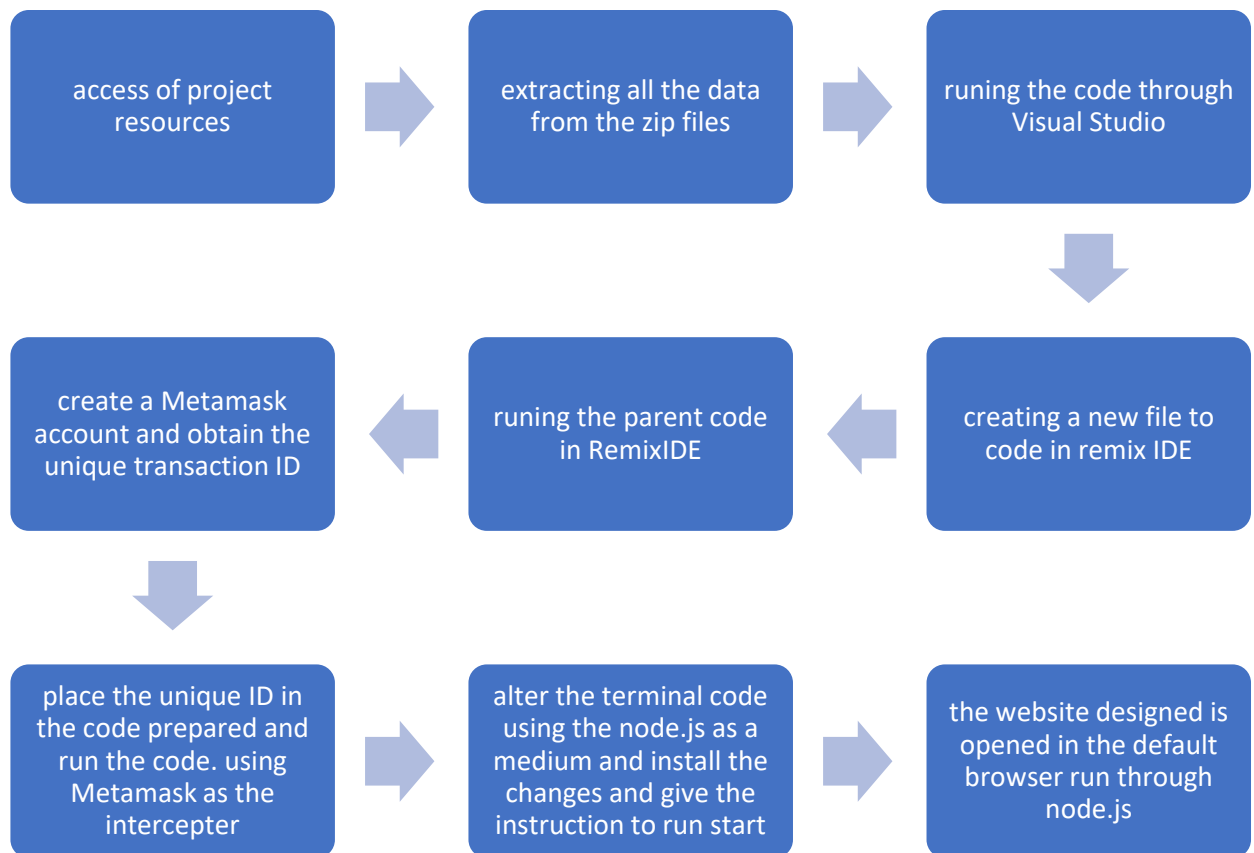 access of project
resources
extracting all the data
from the zip files
runing the code through
Visual Studio
creating a new file to
code in remix IDE
runing the parent code
in RemixIDE
create a Metamask
account and obtain the
unique transaction ID
place the unique ID in
the code prepared and
run the code. using
Metamask as the
intercepter
alter the terminal code
using the node.js as a
medium and install the
changes and give the
instruction to run start
the website designed is
opened in the default
browser run through
node.js